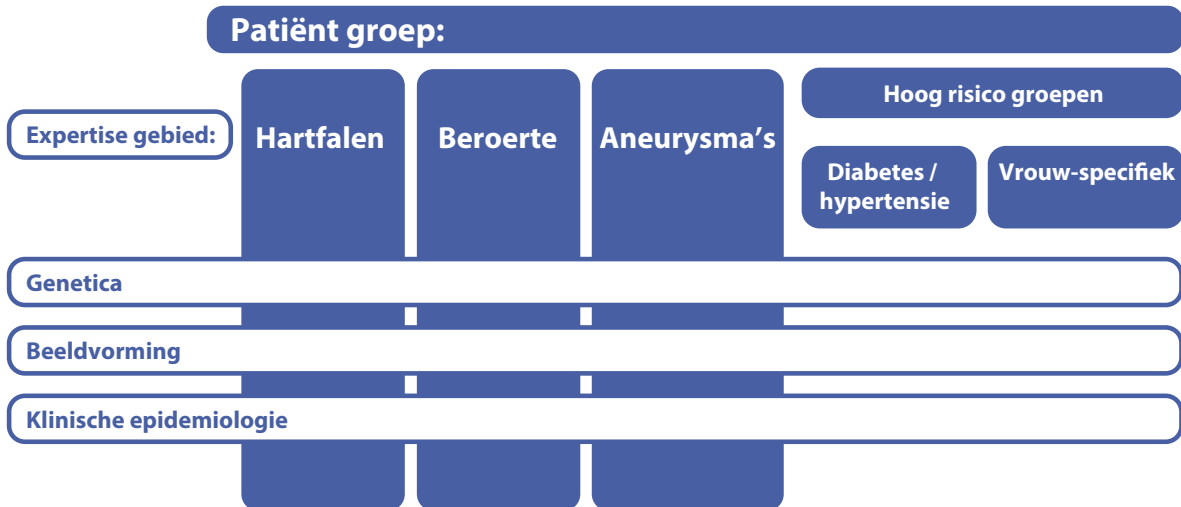 Patiënt groep:
Hoog risico groepen
Expertise gebied:
Hartfalen
Beroerte
Aneurysma's
Diabetes /
hypertensie
Vrouw-specifiek
Genetica
Beeldvorming
Klinische epidemiologie